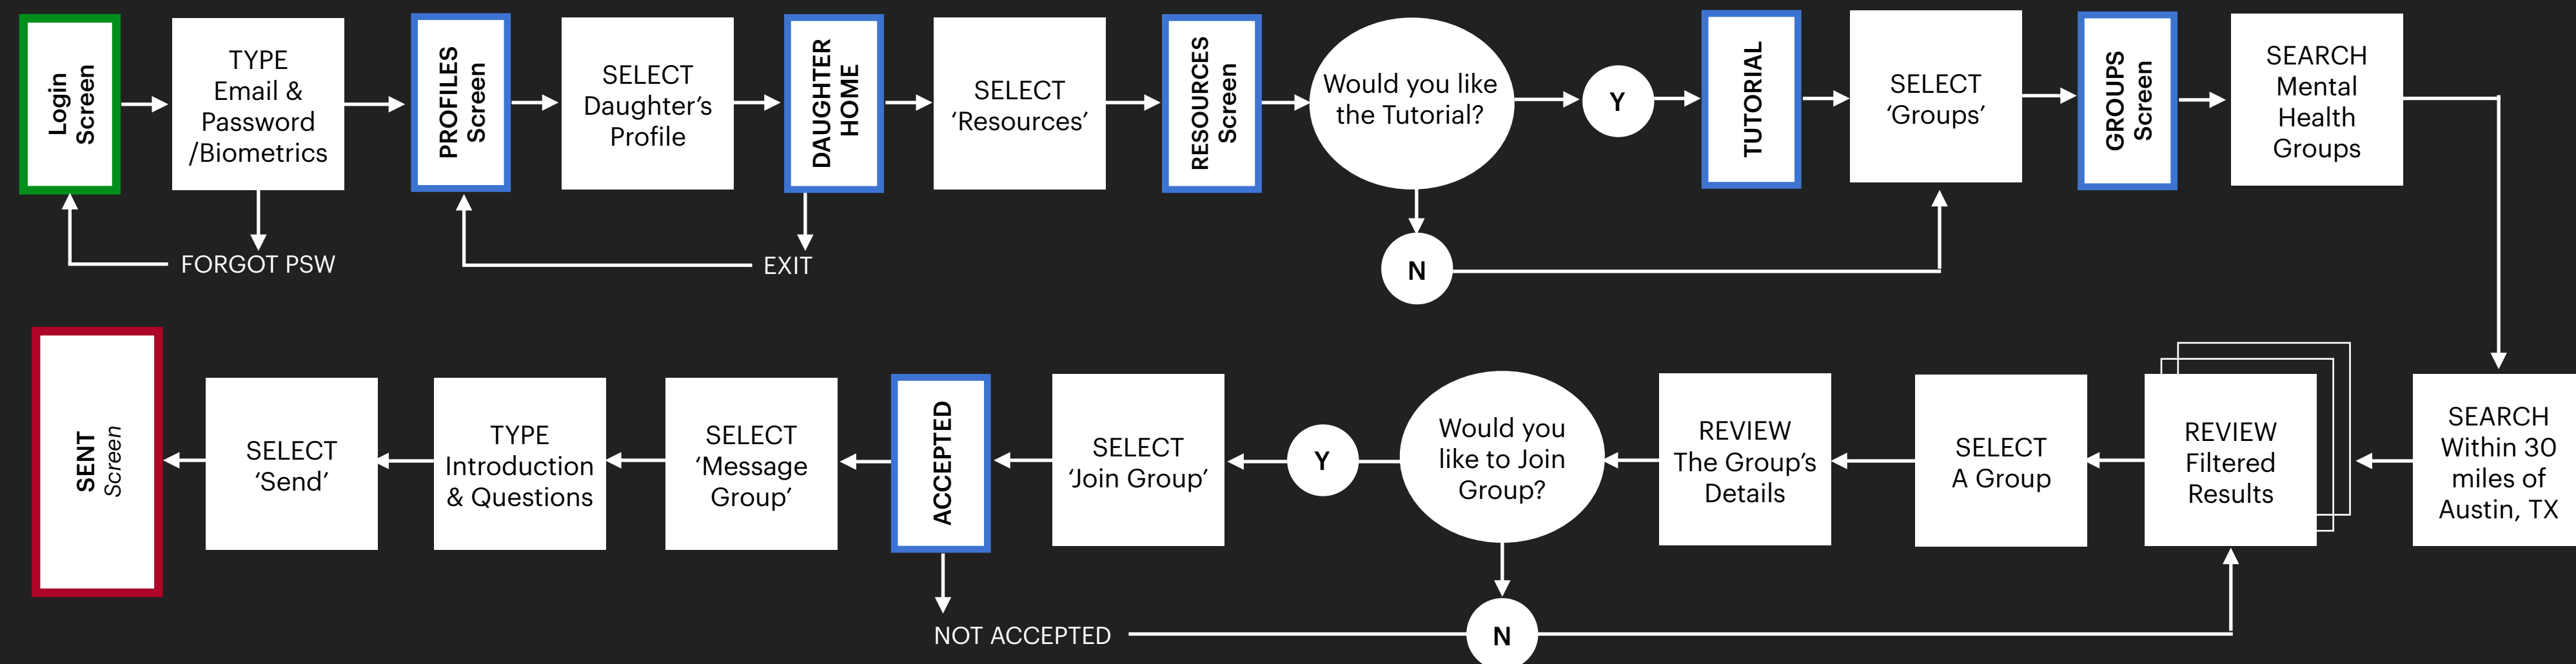 Login
Screen
TYPE
Email &
Password
/Biometrics
PROFILES
Screen
SELECT
Daughter’s
Profile
DAUGHTER
HOME
SELECT
‘Resources’
RESOURCES
Screen
Would you like
the Tutorial?
Y
TUTORIAL
SELECT
‘Groups’
GROUPS
Screen
SEARCH
Mental
Health
Groups
FORGOT PSW
EXIT
N
SENT
Screen
SELECT
‘Send’
TYPE
Introduction
& Questions
SELECT
‘Message
Group’
ACCEPTED
SELECT
‘Join Group’
Y
Would you
like to Join
Group?
REVIEW
The Group’s
Details
SELECT
A Group
REVIEW
Filtered
Results
SEARCH
Within 30
miles of
Austin, TX
NOT ACCEPTED
N